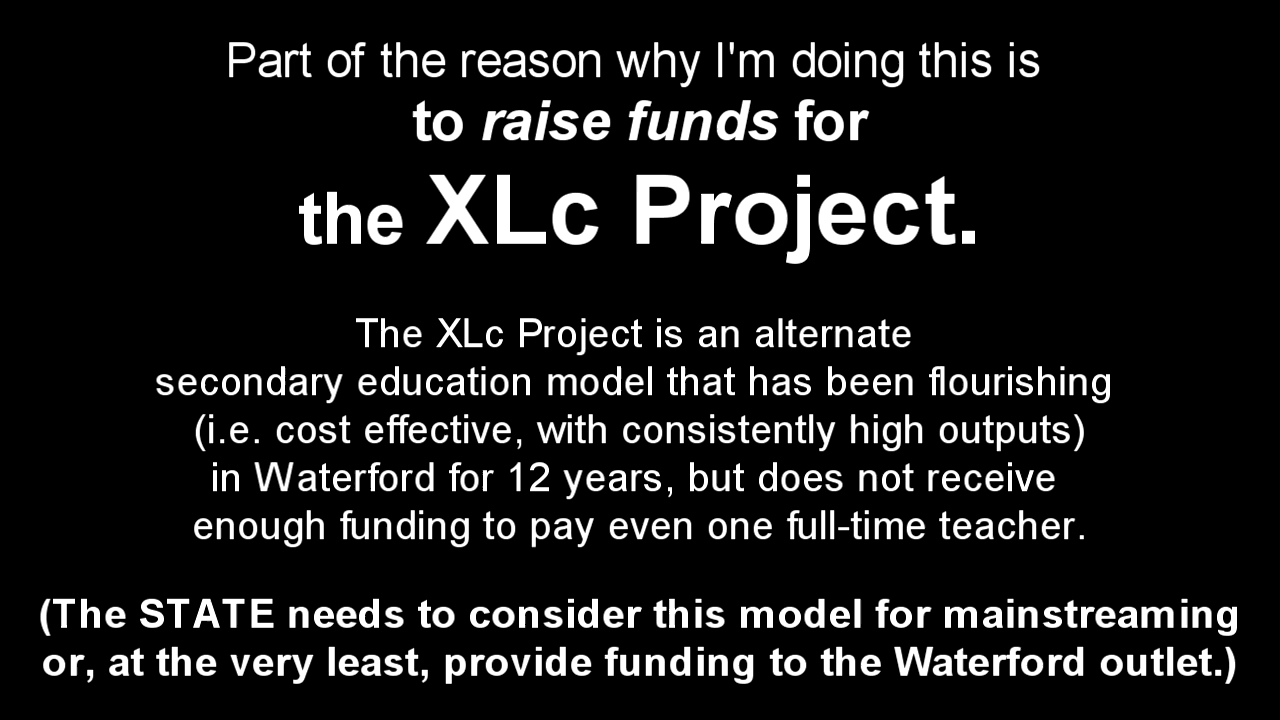 Part of the reason why I'm doing this is
to raise funds for
the XLc Project.
The XLc Project is an alternate
secondary education model that has been flourishing
(i.e. cost effective, with consistently high outputs)
in Waterford for 12 years, but does not receive
enough funding to pay even one full-time teacher.
(The STATE needs to consider this model for mainstreaming
or, at the very least, provide funding to the Waterford outlet.)